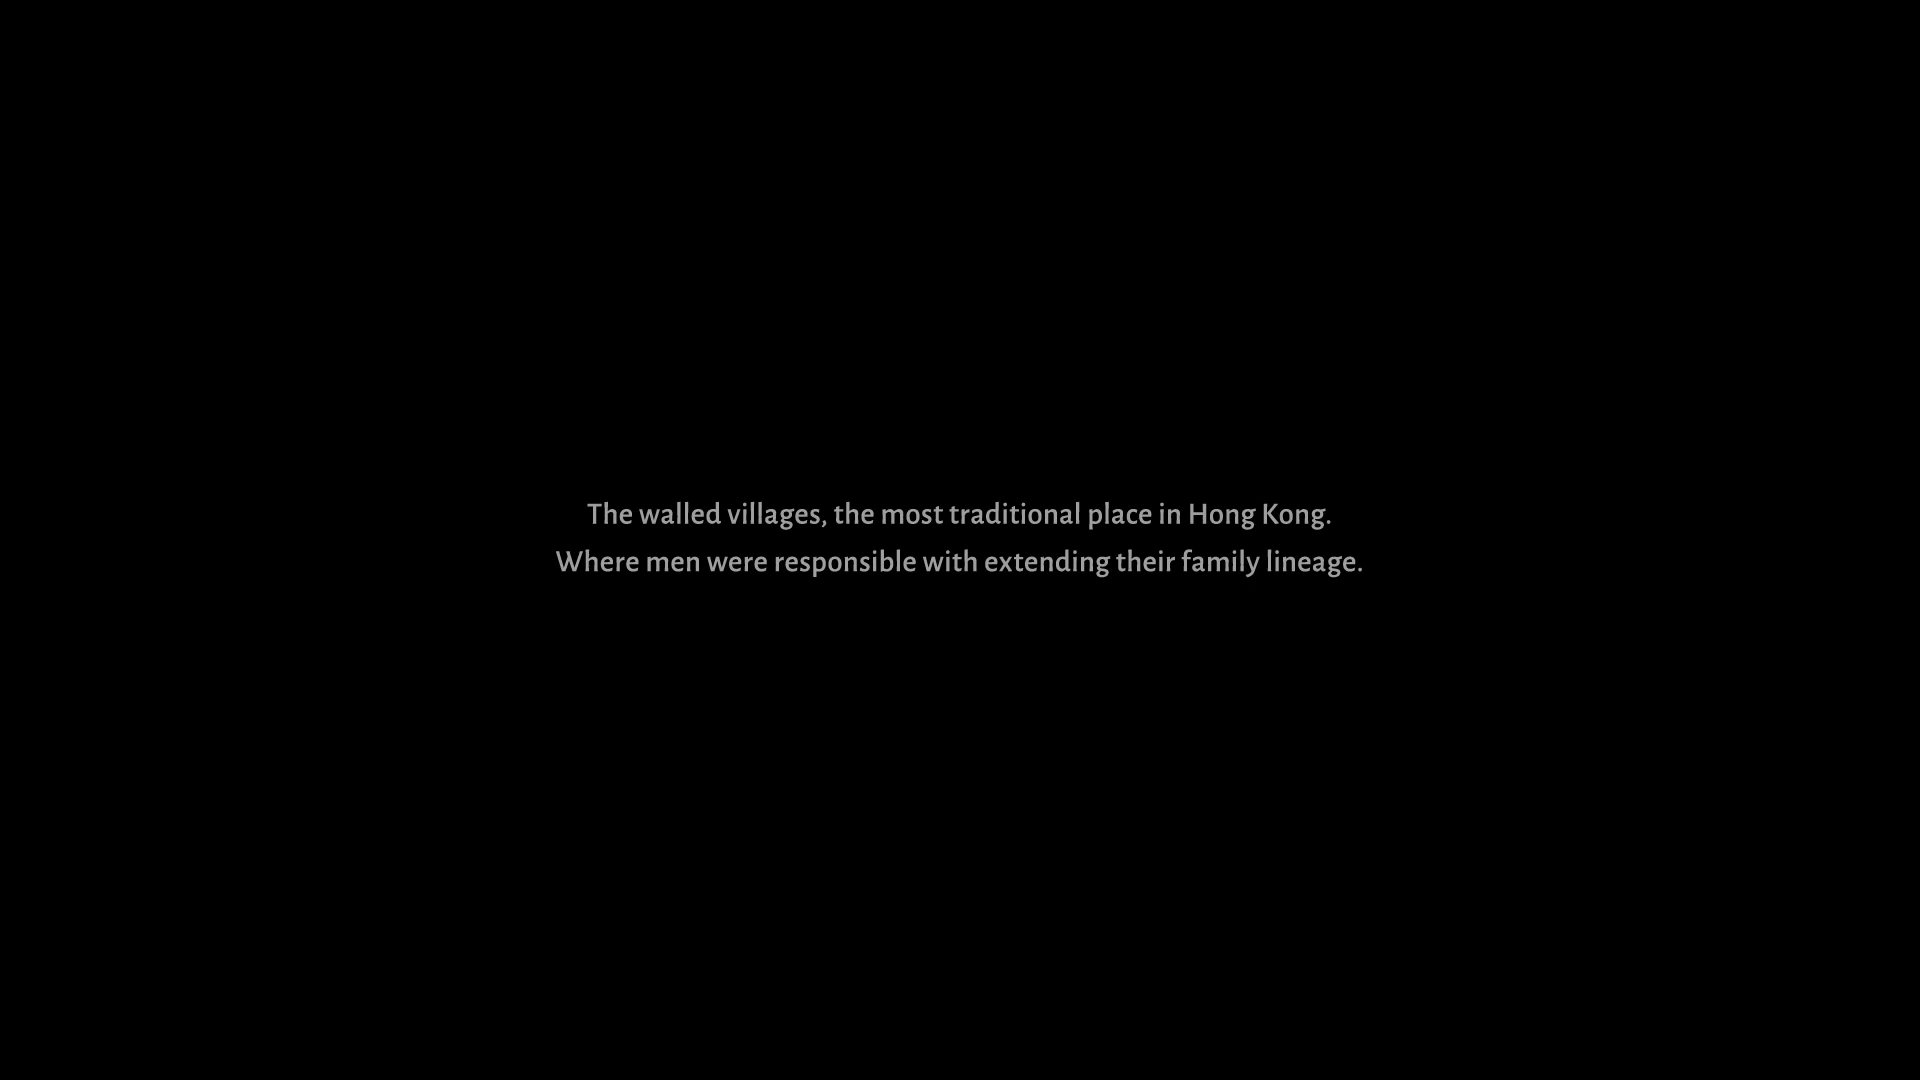 The walled villages, the most traditional place in Hong Kong.
Where men were responsible with extending their family lineage.